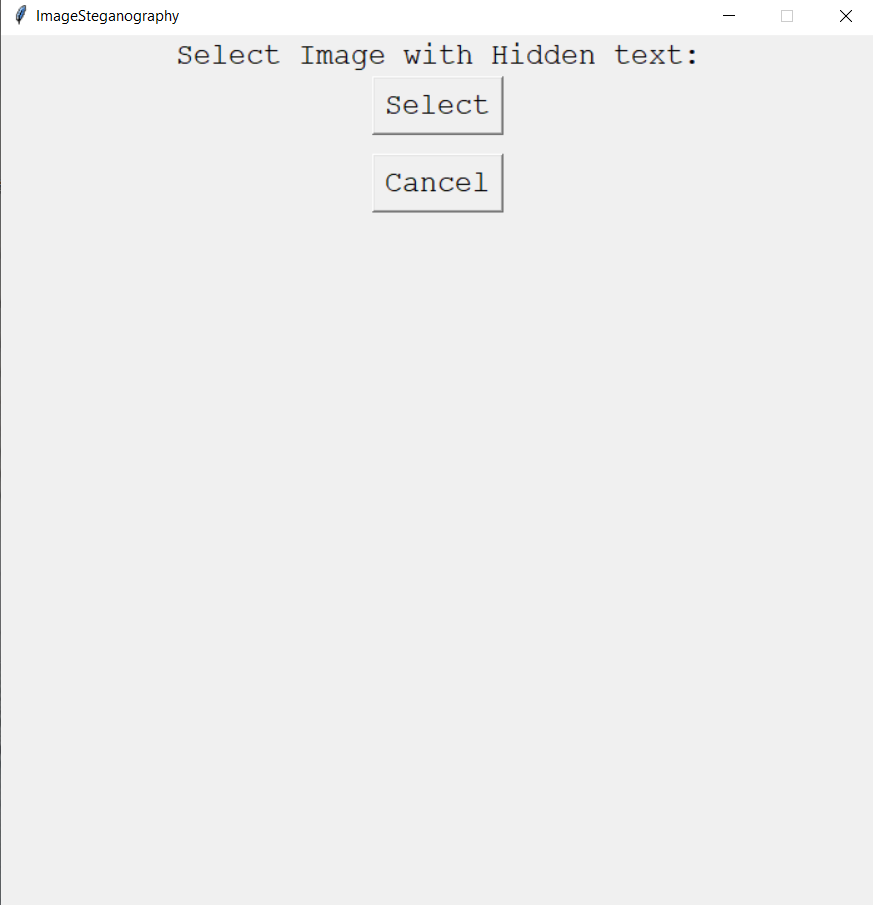 ImageSteganography
Select Image with Hidden text:
Select
Cancel